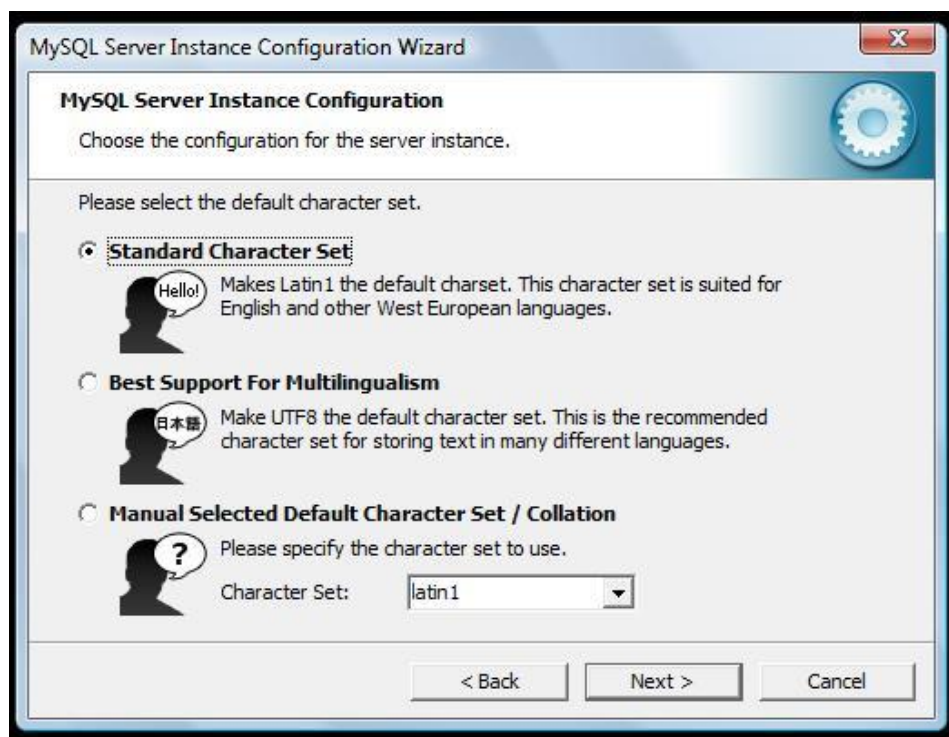 MySQL Server Instance Configuration Wizard
MySQL Server Instance Configuration
Choose the configuration for the server instance.
Please select the default character set.
Standard Character Set
Hello!
Makes Latin1 the default charset. This character set is suited for
English and other West European languages.
Best Support For Multilingualism
日本語
Make UTF8 the default character set. This is the recommended
character set for storing text in many different languages.
Manual Selected Default Character Set / Collation
?
Please specify the character set to use.
Character Set: latin1
< Back Next > Cancel